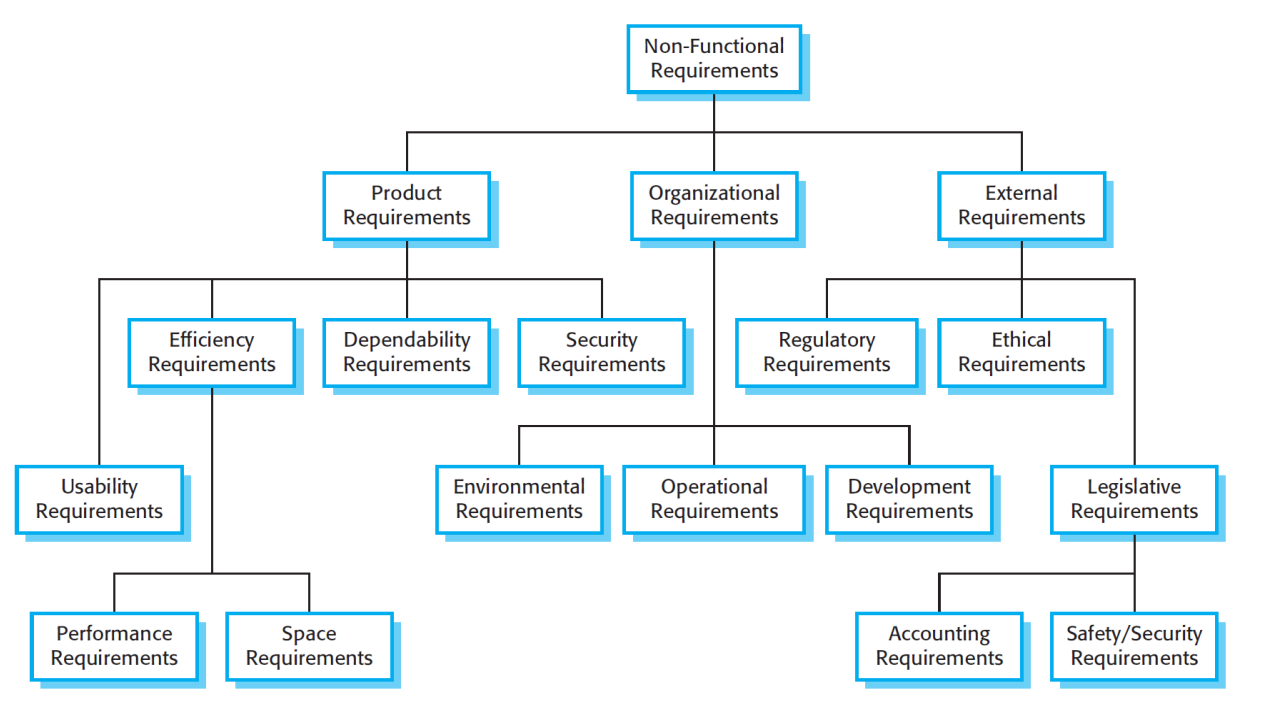 Non-Functional
Requirements
Product
Requirements
Organizational
Requirements
External
Requirements
Efficiency
Requirements
Dependability
Requirements
Security
Requirements
Regulatory
Requirements
Ethical
Requirements
Usability
Requirements
Environmental
Requirements
Operational
Requirements
Development
Requirements
Legislative
Requirements
Performance
Requirements
Space
Requirements
Accounting
Requirements
Safety/Security
Requirements